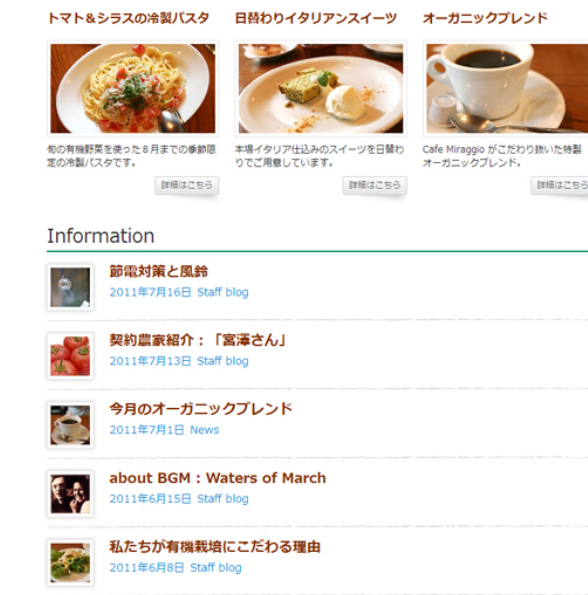 トマト＆シラスの冷製パスタ
日替わりイタリアンスイーツ
オーガニックブレンド
旬の有機野菜を使った８月までの季節限
定の冷製パスタです。
本場イタリア仕込みのスイーツを日替わ
りでご用意しています。
Cafe Miraggio がこだわり抜いた特製
オーガニックブレンド。
詳細はこちら
詳細はこちら
詳細はこちら
Information
節電対策と風鈴
2011年7月16日 Staff blog
契約農家紹介：「宮澤さん」
2011年7月13日 Staff blog
今月のオーガニックブレンド
2011年7月1日 News
about BGM : Waters of March
2011年6月15日 Staff blog
私たちが有機栽培にこだわる理由
2011年6月8日 Staff blog